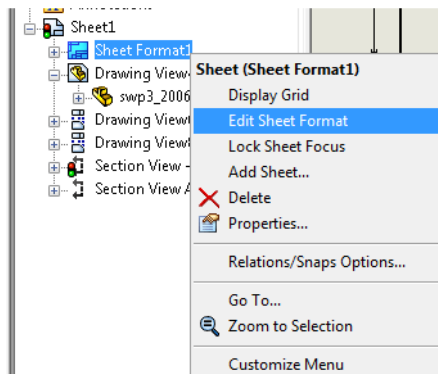 Annotations
Sheet1
Sheet Format1
Drawing View
swp3_2006
Drawing View
Drawing View
Section View -
Section View A
Sheet (Sheet Format1)
Display Grid
Edit Sheet Format
Lock Sheet Focus
Add Sheet...
Delete
Properties...
Relations/Snaps Options...
Go To...
Zoom to Selection
Customize Menu